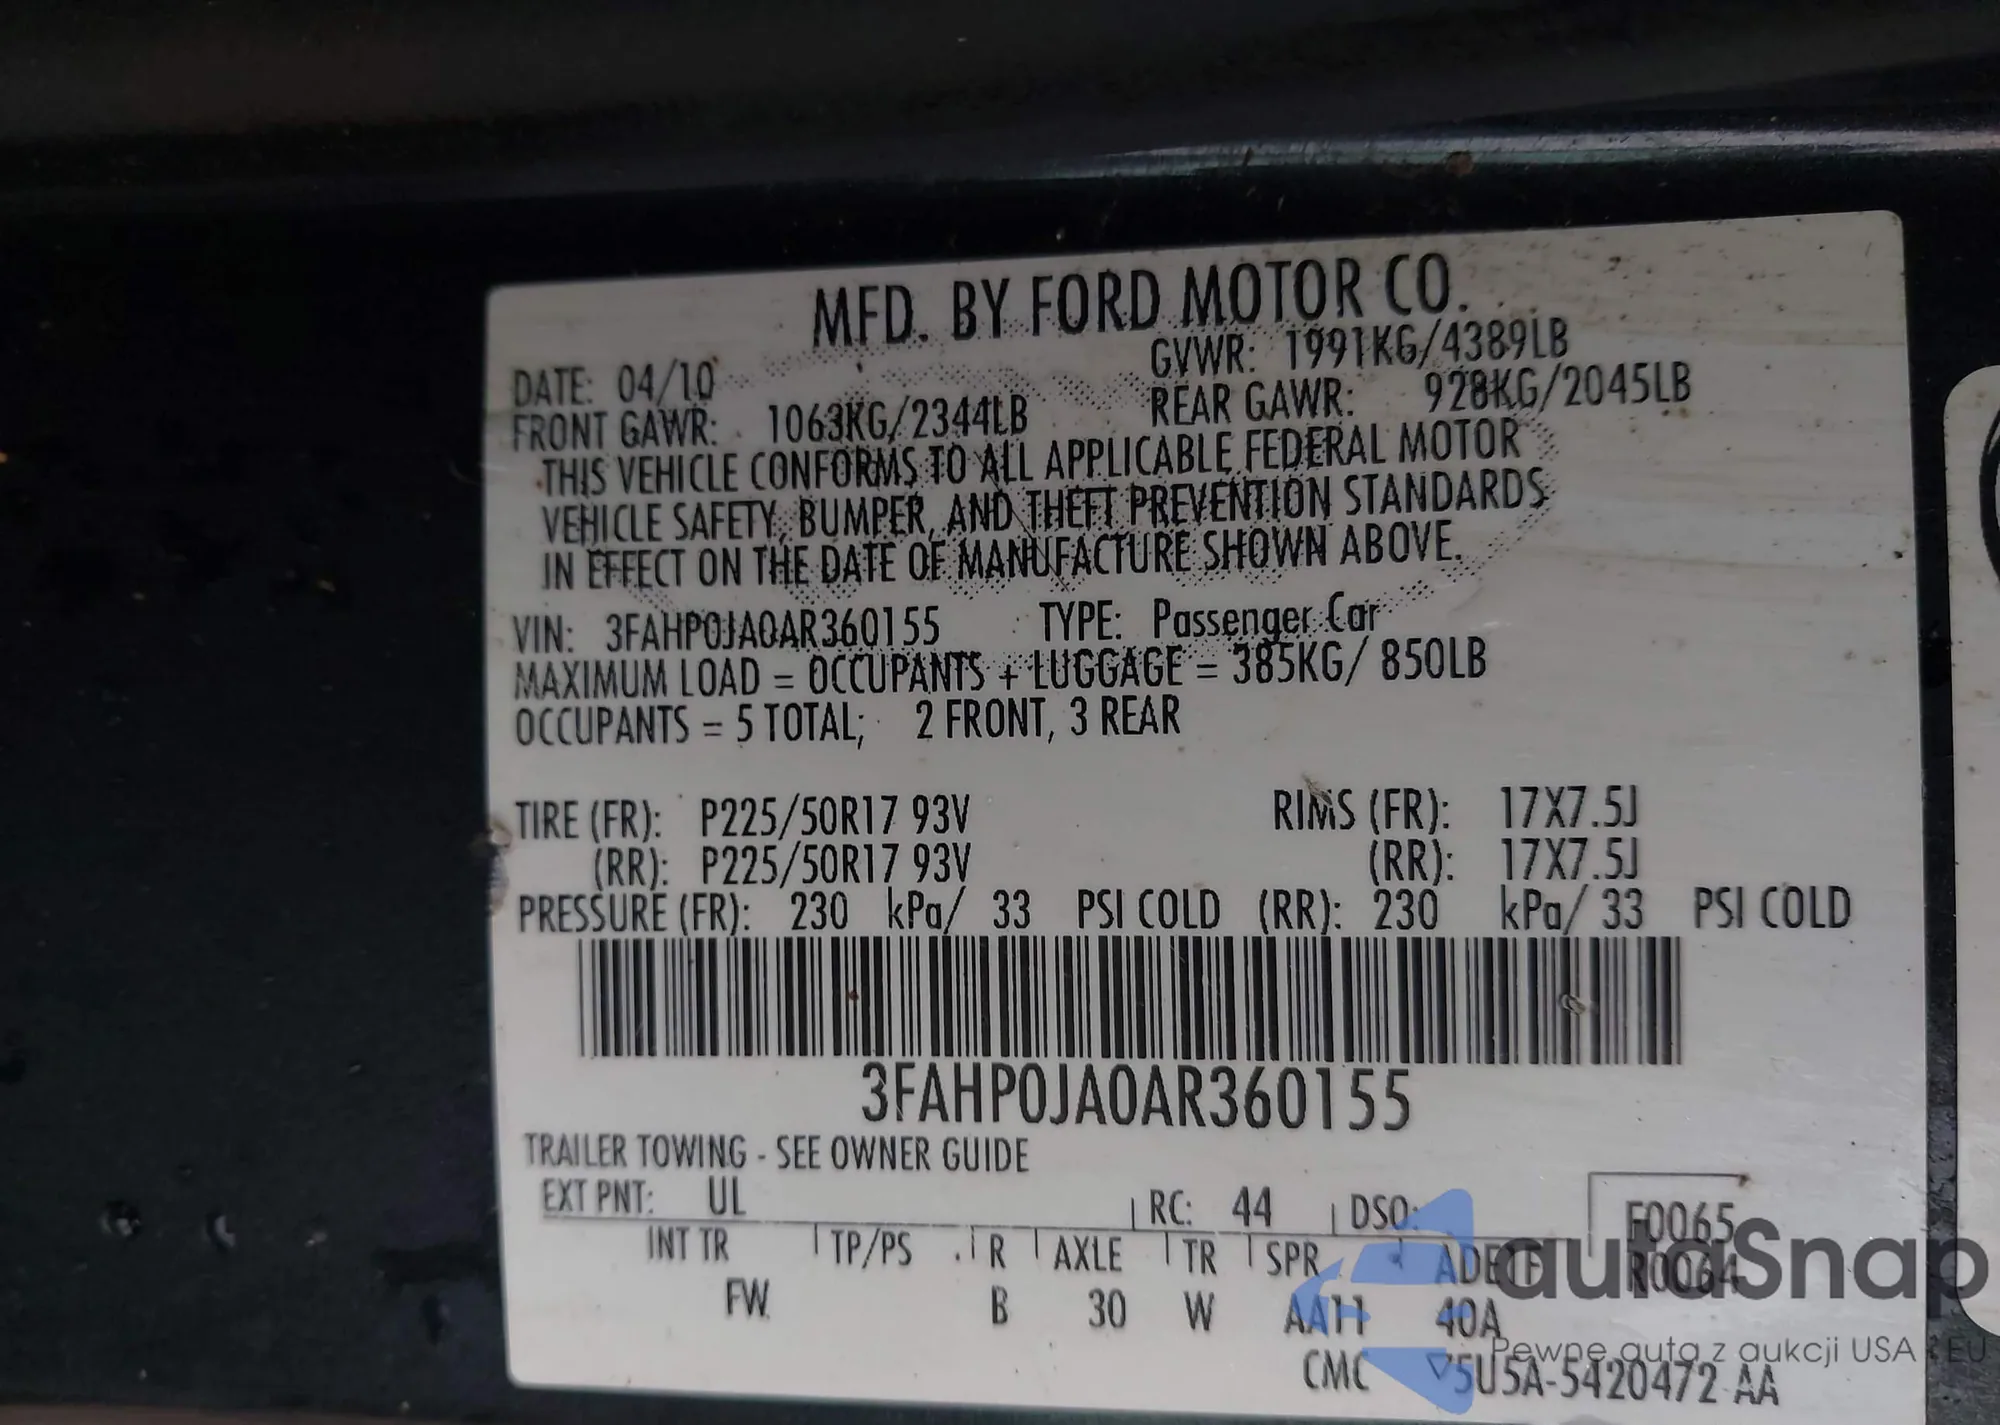 MFD. BY FORD MOTOR CO.
DATE: 04/10 GVWR: 1991KG/4389LB
FRONT GAWR: 1063KG/2344LB REAR GAWR: 928KG/2045LB
THIS VEHICLE CONFORMS TO ALL APPLICABLE FEDERAL MOTOR
VEHICLE SAFETY, BUMPER, AND THEFT PREVENTION STANDARDS
IN EFFECT ON THE DATE OF MANUFACTURE SHOWN ABOVE.
VIN: 3FAHP0JA0AR360155 TYPE: Passenger Car
MAXIMUM LOAD = OCCUPANTS + LUGGAGE = 385KG/ 850LB
OCCUPANTS = 5 TOTAL; 2 FRONT, 3 REAR
TIRE (FR): P225/50R17 93V RIMS (FR): 17X7.5J
(RR): P225/50R17 93V (RR): 17X7.5J
PRESSURE (FR): 230 kPa/ 33 PSI COLD (RR): 230 kPa/ 33 PSI COLD
3FAHP0JA0AR360155
TRAILER TOWING - SEE OWNER GUIDE
EXT PNT: UL RC: 44 DSO: F0065
INT TR TP/PS R AXLE TR SPR R0064
FW B 30 W AA11 40A
CMC 5U5A-5420472 AA
autaSnap
Pewne auta z aukcji USA i EU